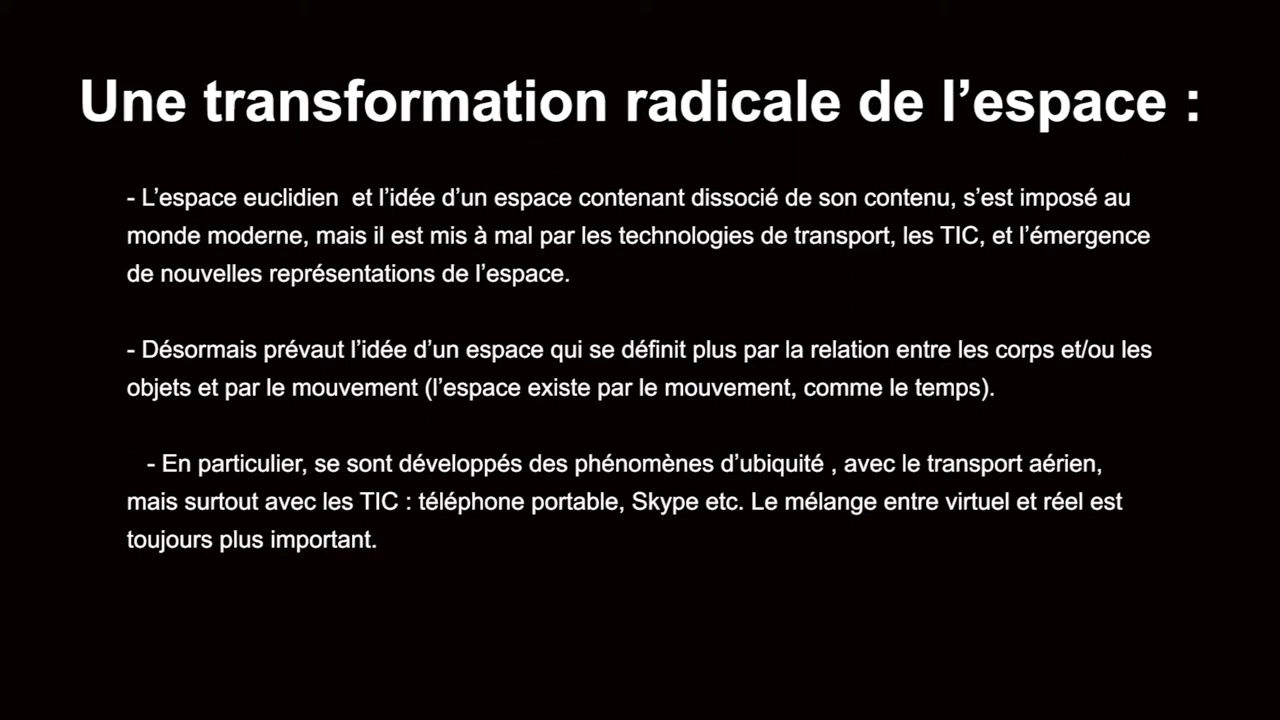 Une transformation radicale de l’espace :
- L’espace euclidien  et l’idée d’un espace contenant dissocié de son contenu, s’est imposé au
monde moderne, mais il est mis à mal par les technologies de transport, les TIC, et l’émergence
de nouvelles représentations de l’espace.
- Désormais prévaut l’idée d’un espace qui se définit plus par la relation entre les corps et/ou les
objets et par le mouvement (l’espace existe par le mouvement, comme le temps).
- En particulier, se sont développés des phénomènes d’ubiquité , avec le transport aérien,
mais surtout avec les TIC : téléphone portable, Skype etc. Le mélange entre virtuel et réel est
toujours plus important.